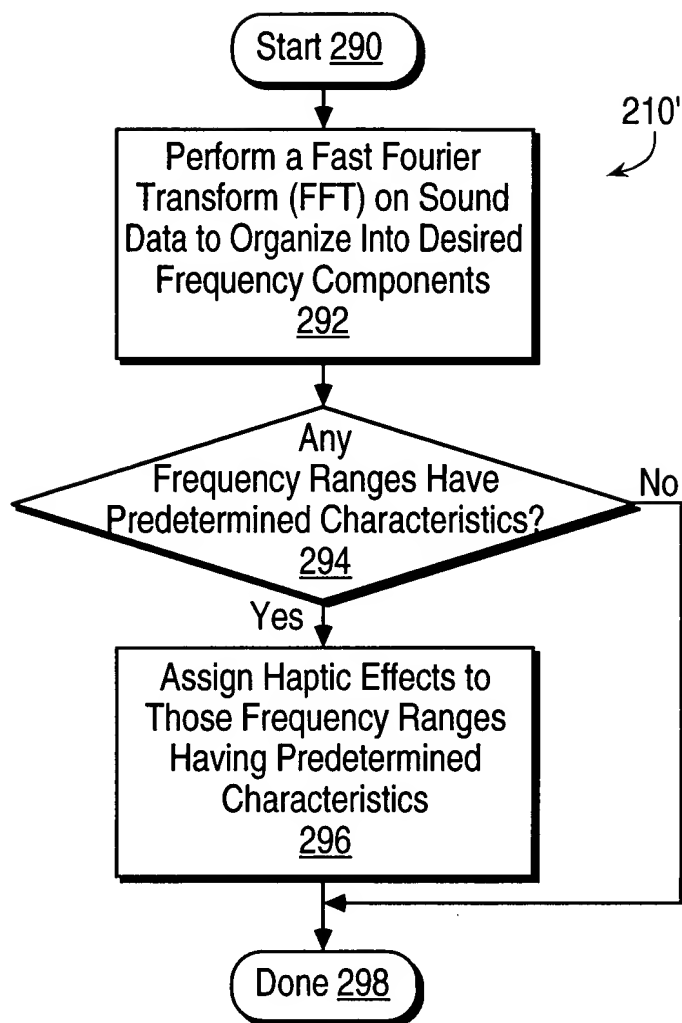 Start 290
210'
Perform a Fast Fourier
Transform (FFT) on Sound
Data to Organize Into Desired
Frequency Components
292
Any
Frequency Ranges Have
Predetermined Characteristics?
294
No
Yes
Assign Haptic Effects to
Those Frequency Ranges
Having Predetermined
Characteristics
296
Done 298